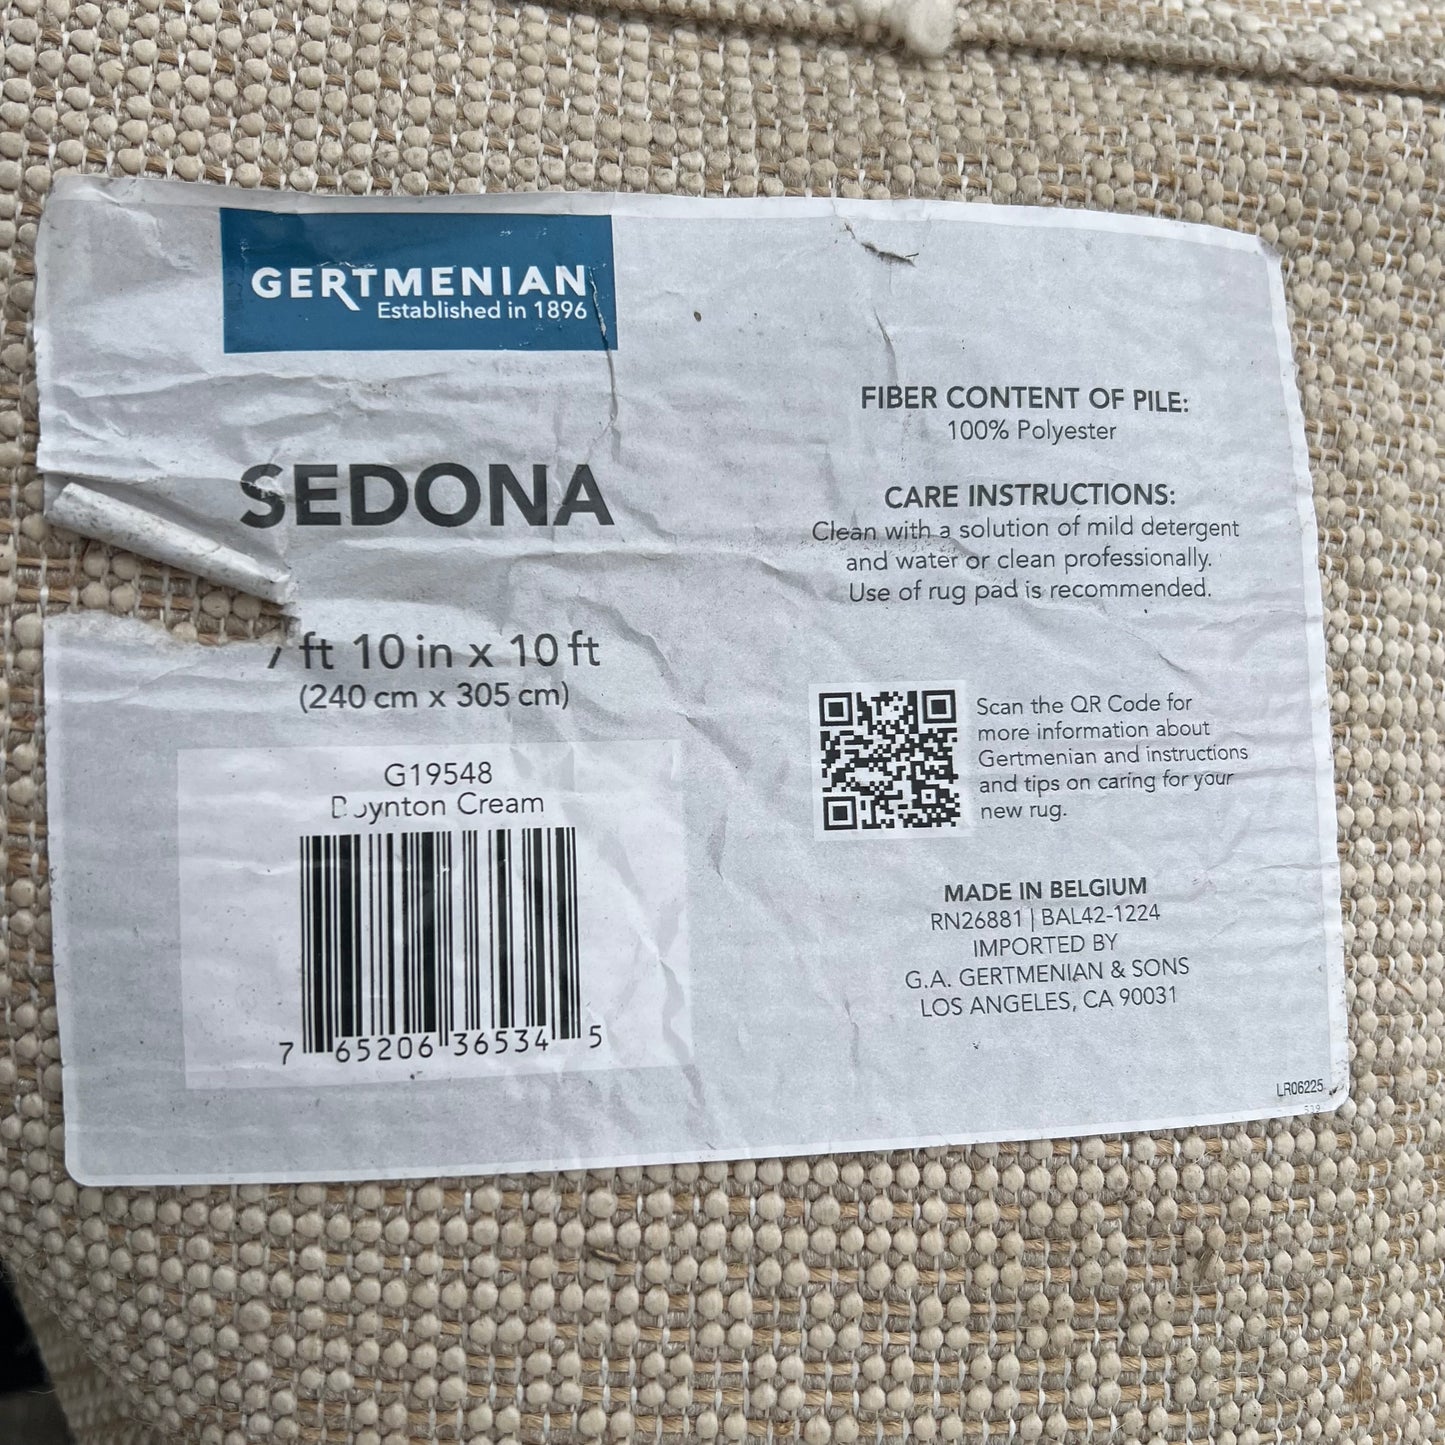 GERTMENIAN
Established in 1896
SEDONA
7 ft 10 in x 10 ft
(240 cm x 305 cm)
G19548
Boynton Cream
7 65206 36534 5
FIBER CONTENT OF PILE:
100% Polyester
CARE INSTRUCTIONS:
Clean with a solution of mild detergent
and water or clean professionally.
Use of rug pad is recommended.
Scan the QR Code for
more information about
Gertmenian and instructions
and tips on caring for your
new rug.
MADE IN BELGIUM
RN26881 | BAL42-1224
IMPORTED BY
G.A. GERTMENIAN & SONS
LOS ANGELES, CA 90031
LR06225